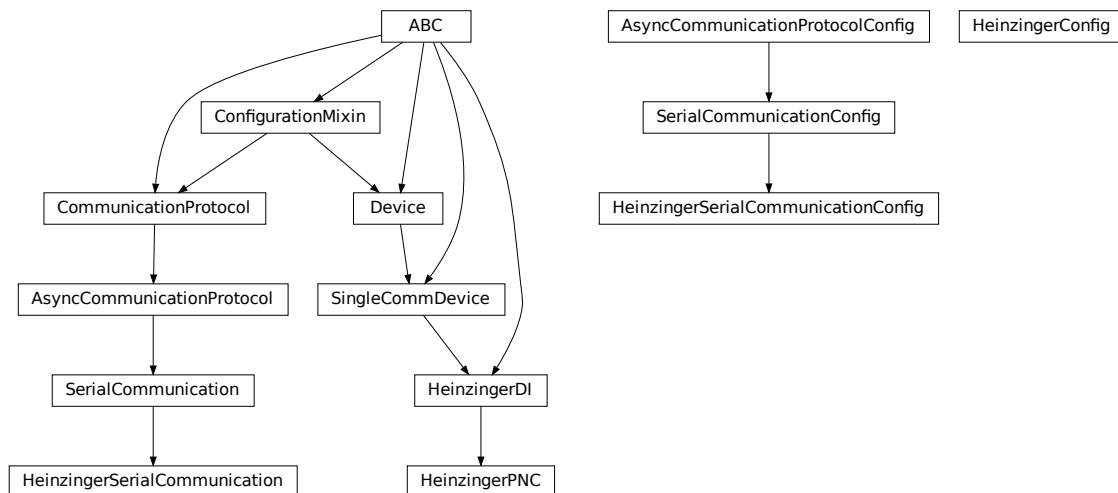 ABC
AsyncCommunicationProtocolConfig
HeinzingerConfig
ConfigurationMixin
SerialCommunicationConfig
CommunicationProtocol
Device
HeinzingerSerialCommunicationConfig
AsyncCommunicationProtocol
SingleCommDevice
SerialCommunication
HeinzingerDI
HeinzingerSerialCommunication
HeinzingerPNC